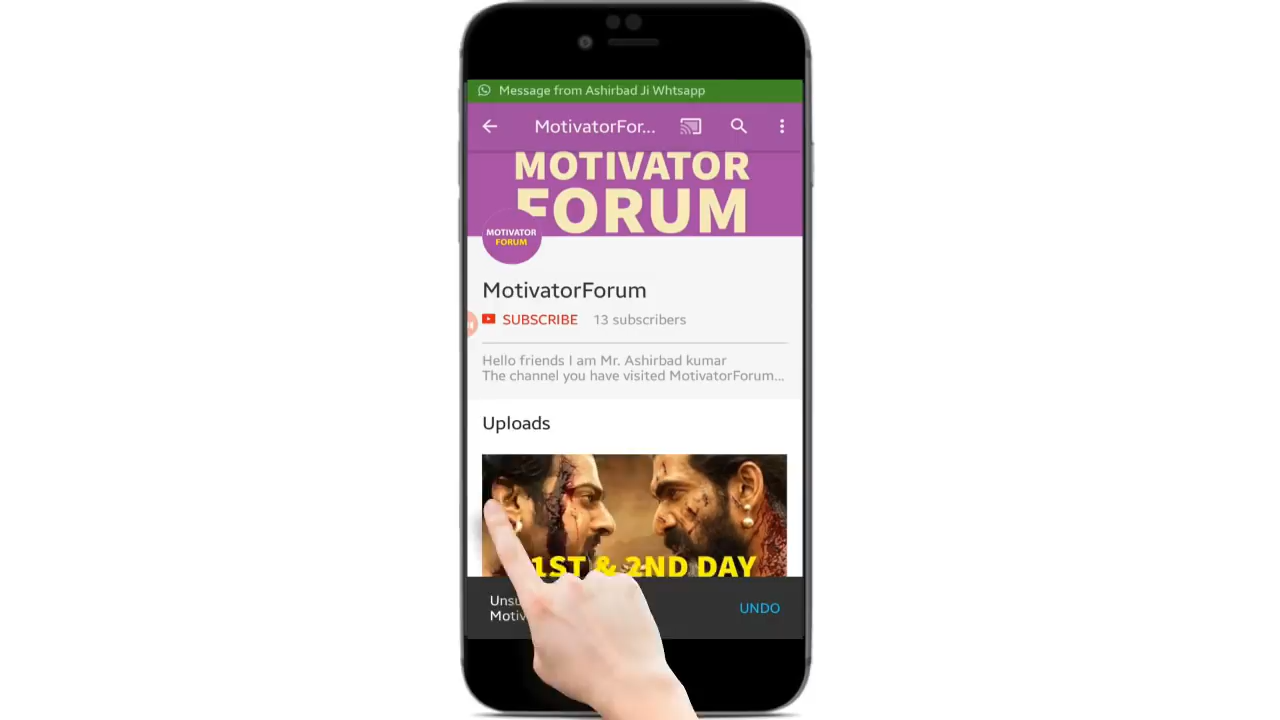 Message from Ashirbad Ji Whtsapp
MotivatorFor...
MOTIVATOR
FORUM
MOTIVATOR
FORUM
MotivatorForum
SUBSCRIBE 13 subscribers
Hello friends I am Mr. Ashirbad kumar
The channel you have visited MotivatorForum...
Uploads
1ST & 2ND DAY
UNDO